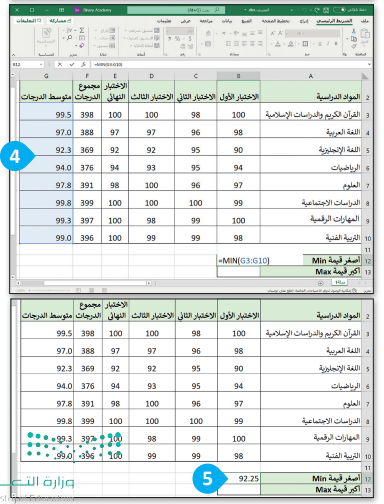 المواد الدراسية الاختبار الأول الاختبار الثاني الاختبار الثالث الاختبار النهائي مجموع الدرجات متوسط الدرجات
القرآن الكريم والدراسات الإسلامية 100 98 100 100 398 99.5
اللغة العربية 98 96 97 97 388 97.0
اللغة الإنجليزية 90 95 92 92 369 92.3
الرياضيات 94 95 93 94 376 94.0
العلوم 97 96 100 98 391 97.8
الدراسات الاجتماعية 99 100 100 100 399 99.8
المهارات الرقمية 100 99 98 100 397 99.3
التربية الفنية 98 99 99 100 396 99.0
أصغر قيمة Min =MIN(G3:G10)
أكبر قيمة Max
4
المواد الدراسية الاختبار الأول الاختبار الثاني الاختبار الثالث الاختبار النهائي مجموع الدرجات متوسط الدرجات
القرآن الكريم والدراسات الإسلامية 100 98 100 100 398 99.5
اللغة العربية 98 96 97 97 388 97.0
اللغة الإنجليزية 90 95 92 92 369 92.3
الرياضيات 94 95 93 94 376 94.0
العلوم 97 96 100 98 391 97.8
الدراسات الاجتماعية 99 100 100 100 399 99.8
المهارات الرقمية 100 99 98 100 397 99.3
التربية الفنية 98 99 99 100 396 99.0
أصغر قيمة Min 92.25
أكبر قيمة Max
5
وزارة